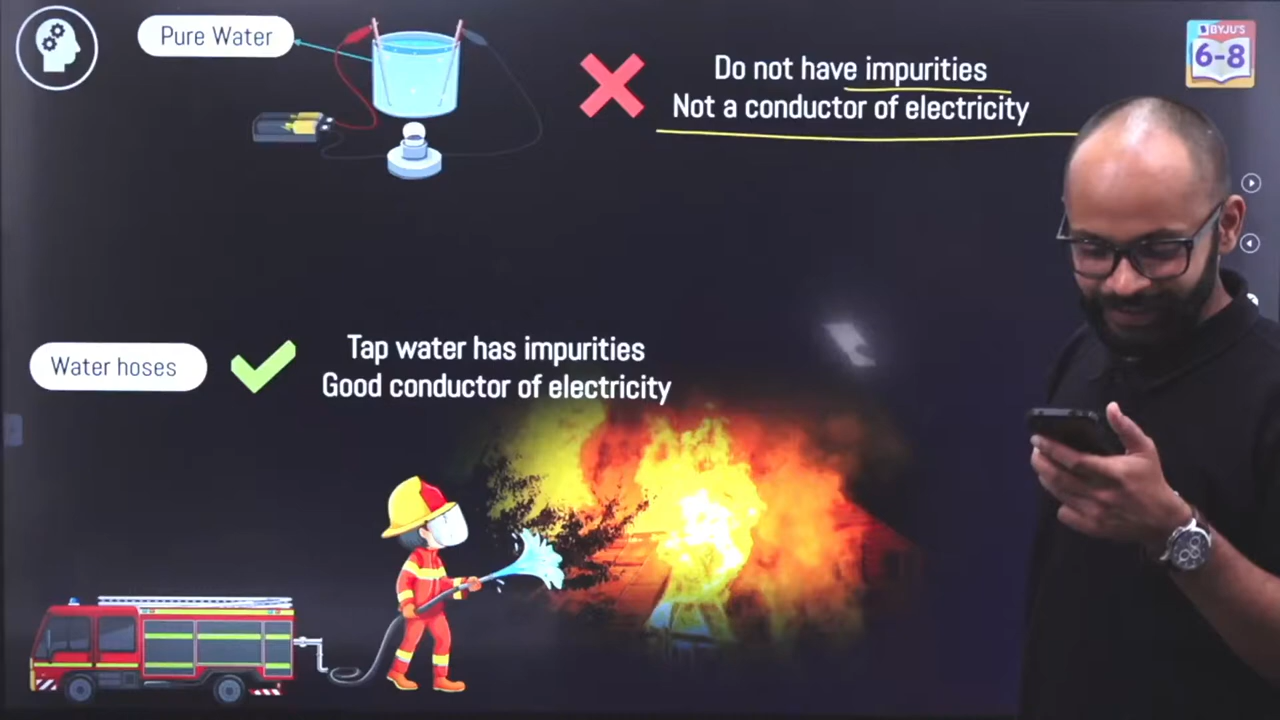 Pure Water
Do not have impurities
Not a conductor of electricity
BYJU'S
6-8
Water hoses
Tap water has impurities
Good conductor of electricity